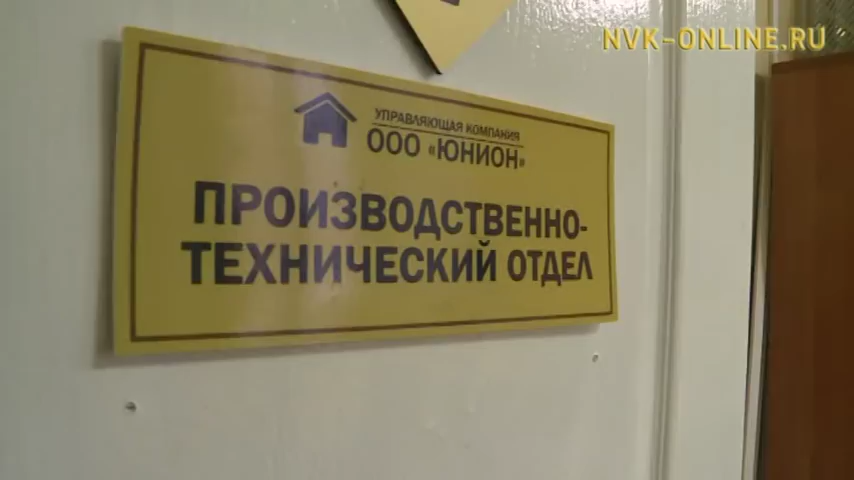 NVK-ONLINE.RU
УПРАВЛЯЮЩАЯ КОМПАНИЯ
ООО «ЮНИОН»
ПРОИЗВОДСТВЕННО-
ТЕХНИЧЕСКИЙ ОТДЕЛ